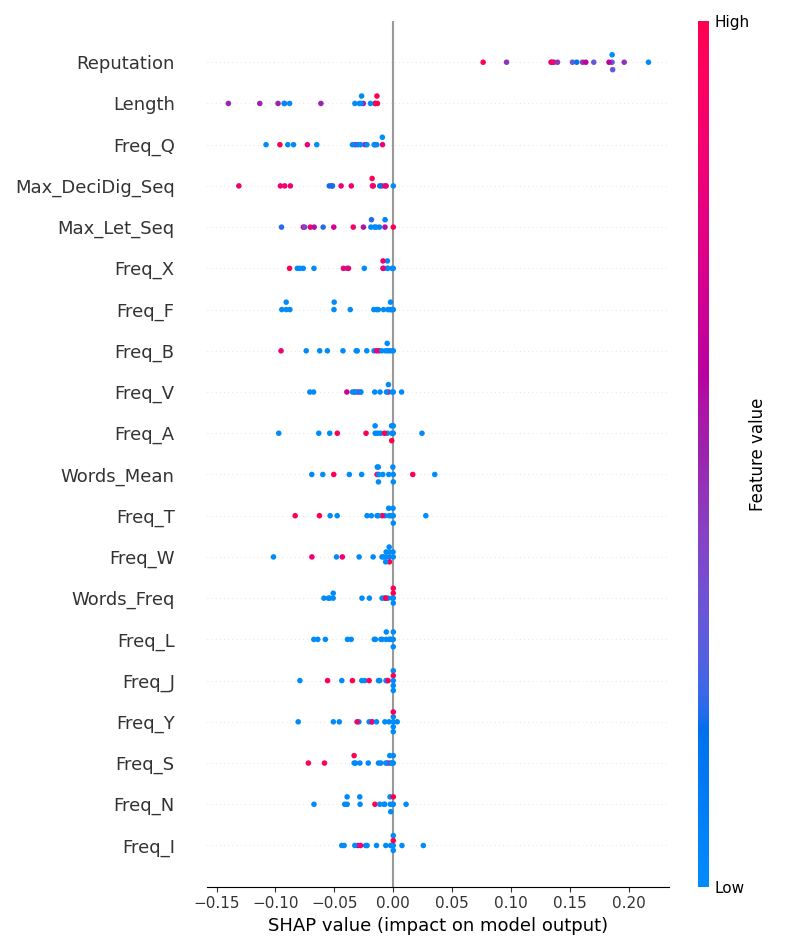 High
Reputation
Length
Freq_Q
Max_DeciDig_Seq
Max_Let_Seq
Freq_X
Freq_F
Freq_B
Freq_V
Freq_A
Words_Mean
Freq_T
Freq_W
Words_Freq
Freq_L
Freq_J
Freq_Y
Freq_S
Freq_N
Freq_I
Feature value
Low
−0.15 −0.10 −0.05 0.00 0.05 0.10 0.15 0.20
SHAP value (impact on model output)